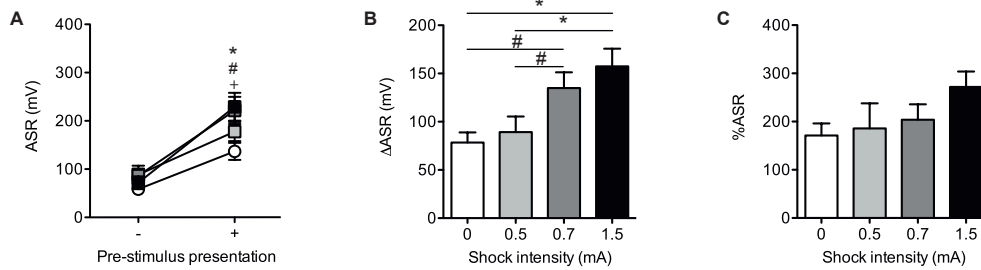 A
ASR (mV)
400
300
200
100
0
*
#
+
- +
Pre-stimulus presentation
B
ΔASR (mV)
200
150
100
50
0
*
*
#
#
0 0.5 0.7 1.5
Shock intensity (mA)
C
%ASR
400
300
200
100
0
0 0.5 0.7 1.5
Shock intensity (mA)